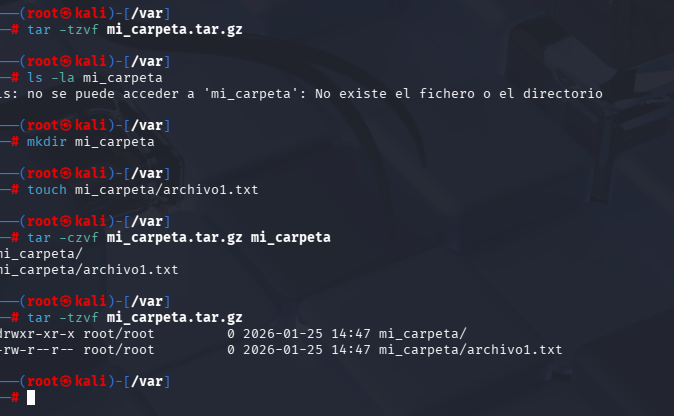 ──(root㉿kali)-[/var]
─# tar -tzvf mi_carpeta.tar.gz
──(root㉿kali)-[/var]
─# ls -la mi_carpeta
ls: no se puede acceder a 'mi_carpeta': No existe el fichero o el directorio
──(root㉿kali)-[/var]
─# mkdir mi_carpeta
──(root㉿kali)-[/var]
─# touch mi_carpeta/archivo1.txt
──(root㉿kali)-[/var]
─# tar -czvf mi_carpeta.tar.gz mi_carpeta
mi_carpeta/
mi_carpeta/archivo1.txt
──(root㉿kali)-[/var]
─# tar -tzvf mi_carpeta.tar.gz
drwxr-xr-x root/root         0 2026-01-25 14:47 mi_carpeta/
-rw-r--r-- root/root         0 2026-01-25 14:47 mi_carpeta/archivo1.txt
──(root㉿kali)-[/var]
─#